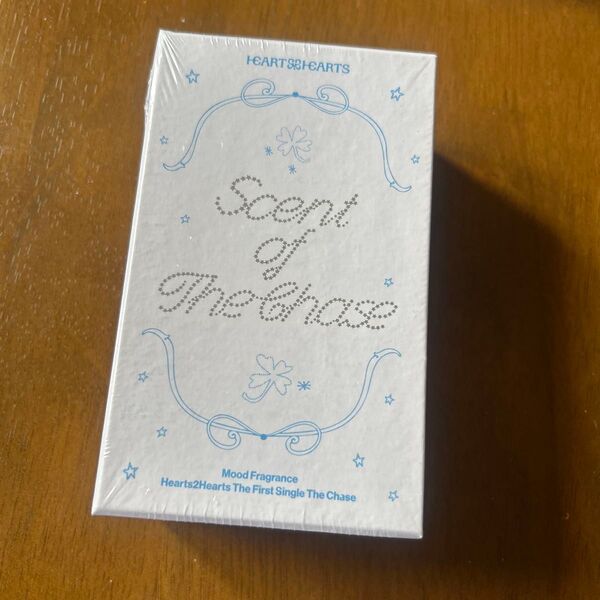 HEARTS2HEARTS
Scent
of
The Chase
Mood Fragrance
Hearts2Hearts The First Single The Chase